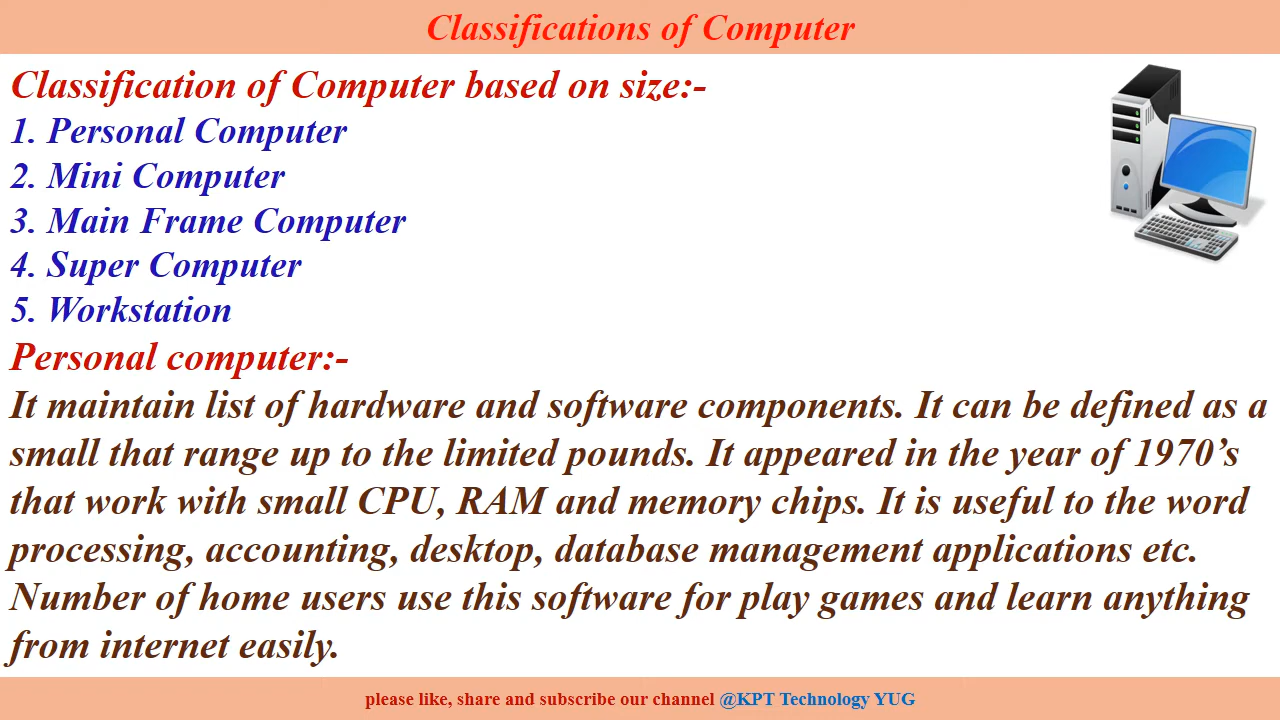 Classifications of Computer
Classification of Computer based on size:-
1. Personal Computer
2. Mini Computer
3. Main Frame Computer
4. Super Computer
5. Workstation
Personal computer:-
It maintain list of hardware and software components. It can be defined as a
small that range up to the limited pounds. It appeared in the year of 1970’s
that work with small CPU, RAM and memory chips. It is useful to the word
processing, accounting, desktop, database management applications etc.
Number of home users use this software for play games and learn anything
from internet easily.
please like, share and subscribe our channel @KPT Technology YUG